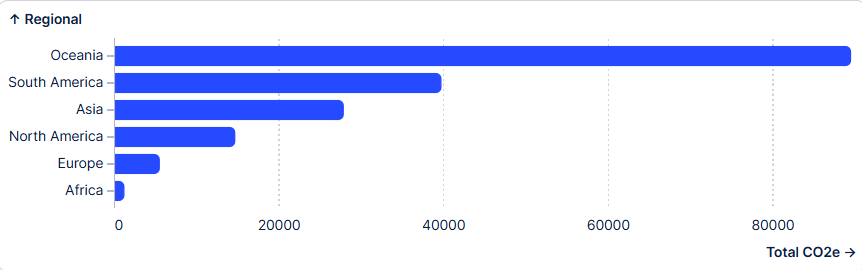 ↑ Regional
Oceania
South America
Asia
North America
Europe
Africa
0 20000 40000 60000 80000
Total CO2e →